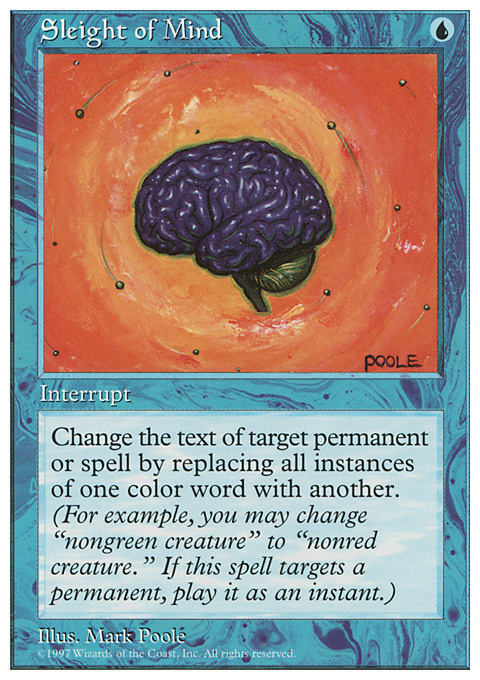 Sleight of Mind
POOLE
Interrupt
Change the text of target permanent
or spell by replacing all instances
of one color word with another.
(For example, you may change
“nongreen creature” to “nonred
creature.” If this spell targets a
permanent, play it as an instant.)
Illus. Mark Poole
©1997 Wizards of the Coast, Inc. All rights reserved.